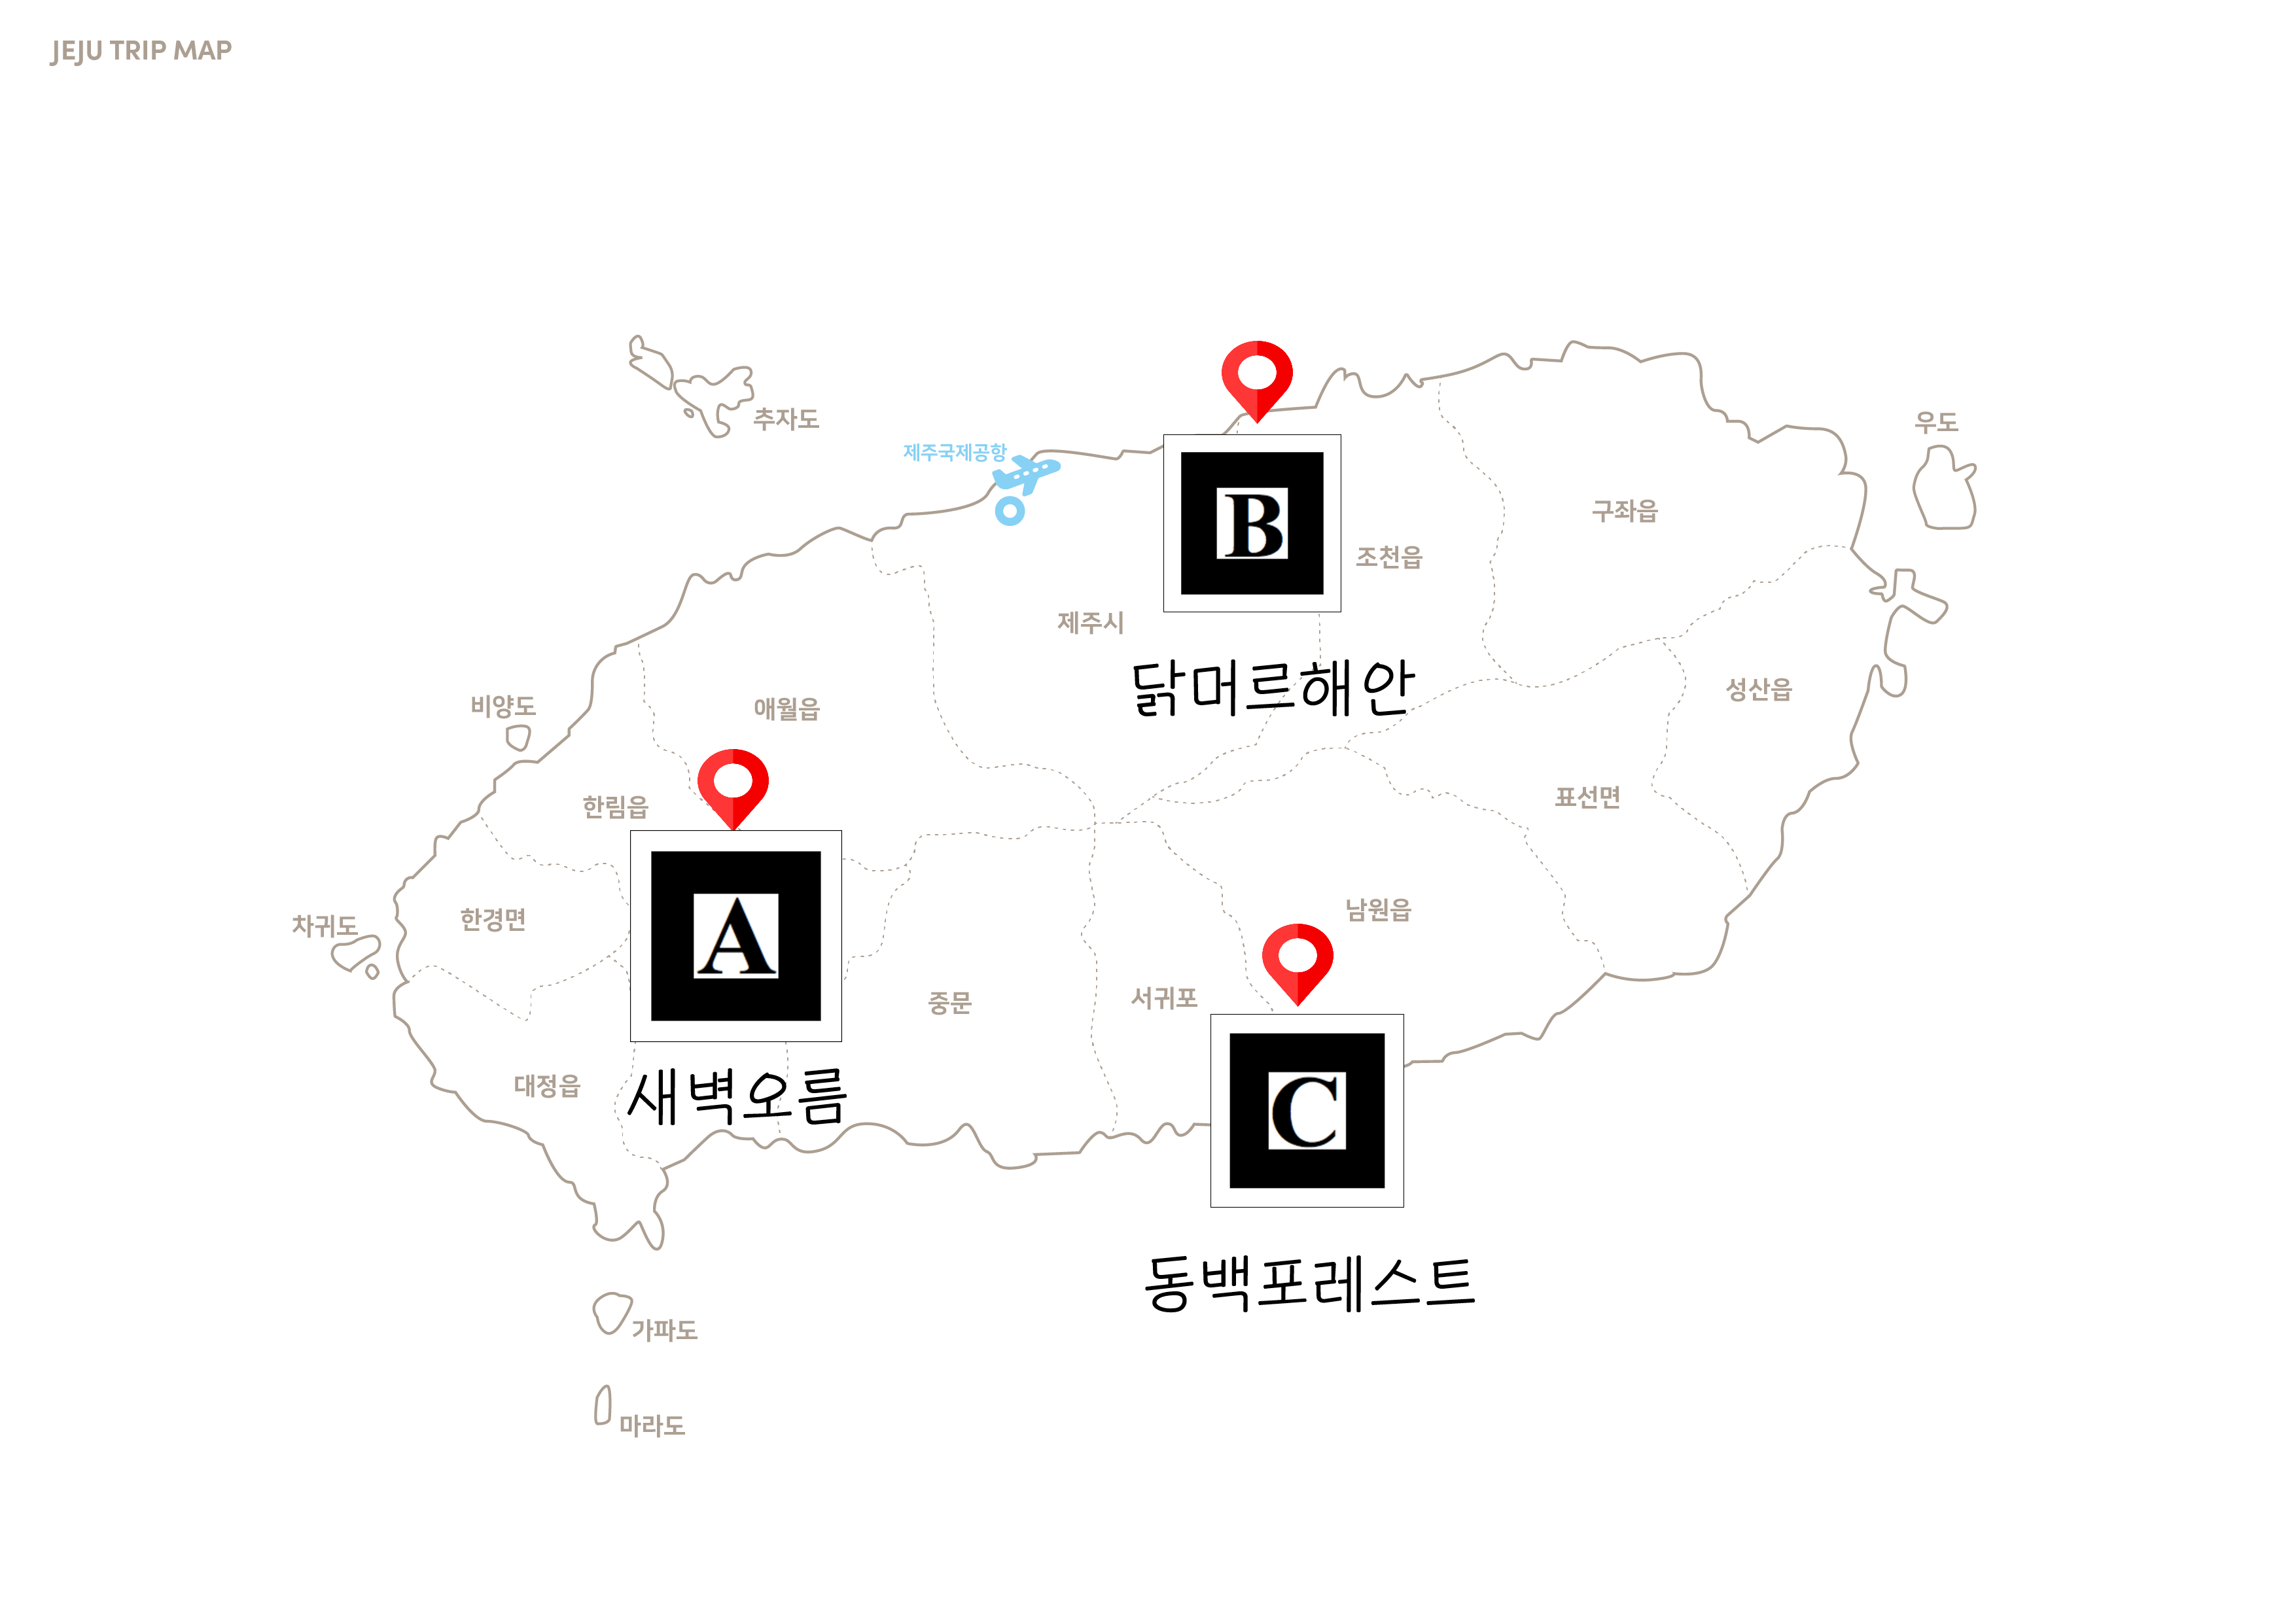 JEJU TRIP MAP
추자도
우도
제주국제공항
구좌읍
B
조천읍
제주시
닭머르해안
성산읍
비양도
애월읍
한림읍
표선면
차귀도
한경면
A
남원읍
중문
서귀포
대정읍
새벽오름
C
동백포레스트
가파도
마라도